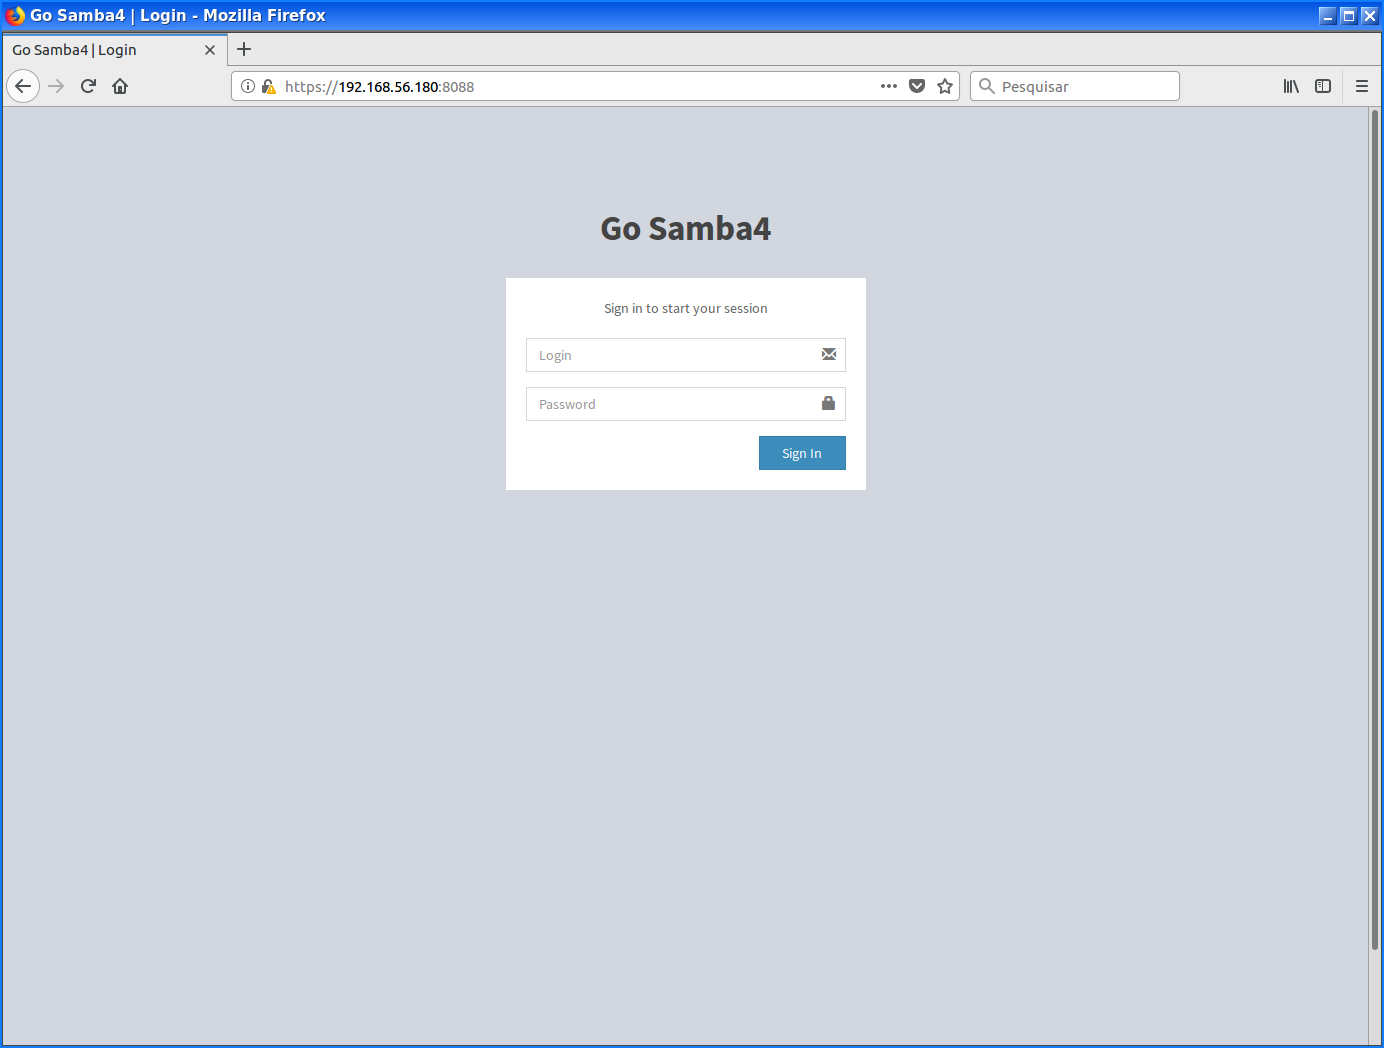 Go Samba4 | Login - Mozilla Firefox
Go Samba4 | Login
https://192.168.56.180:8088
Pesquisar
Go Samba4
Sign in to start your session
Login
Password
Sign In